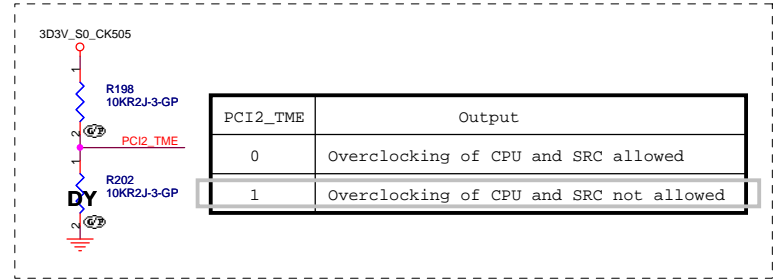 3D3V_S0_CK505
1
R198
10KR2J-3-GP
2
G/P
PCI2_TME
1
R202
10KR2J-3-GP
DY
2
G/P
PCI2_TME Output
0 Overclocking of CPU and SRC allowed
1 Overclocking of CPU and SRC not allowed